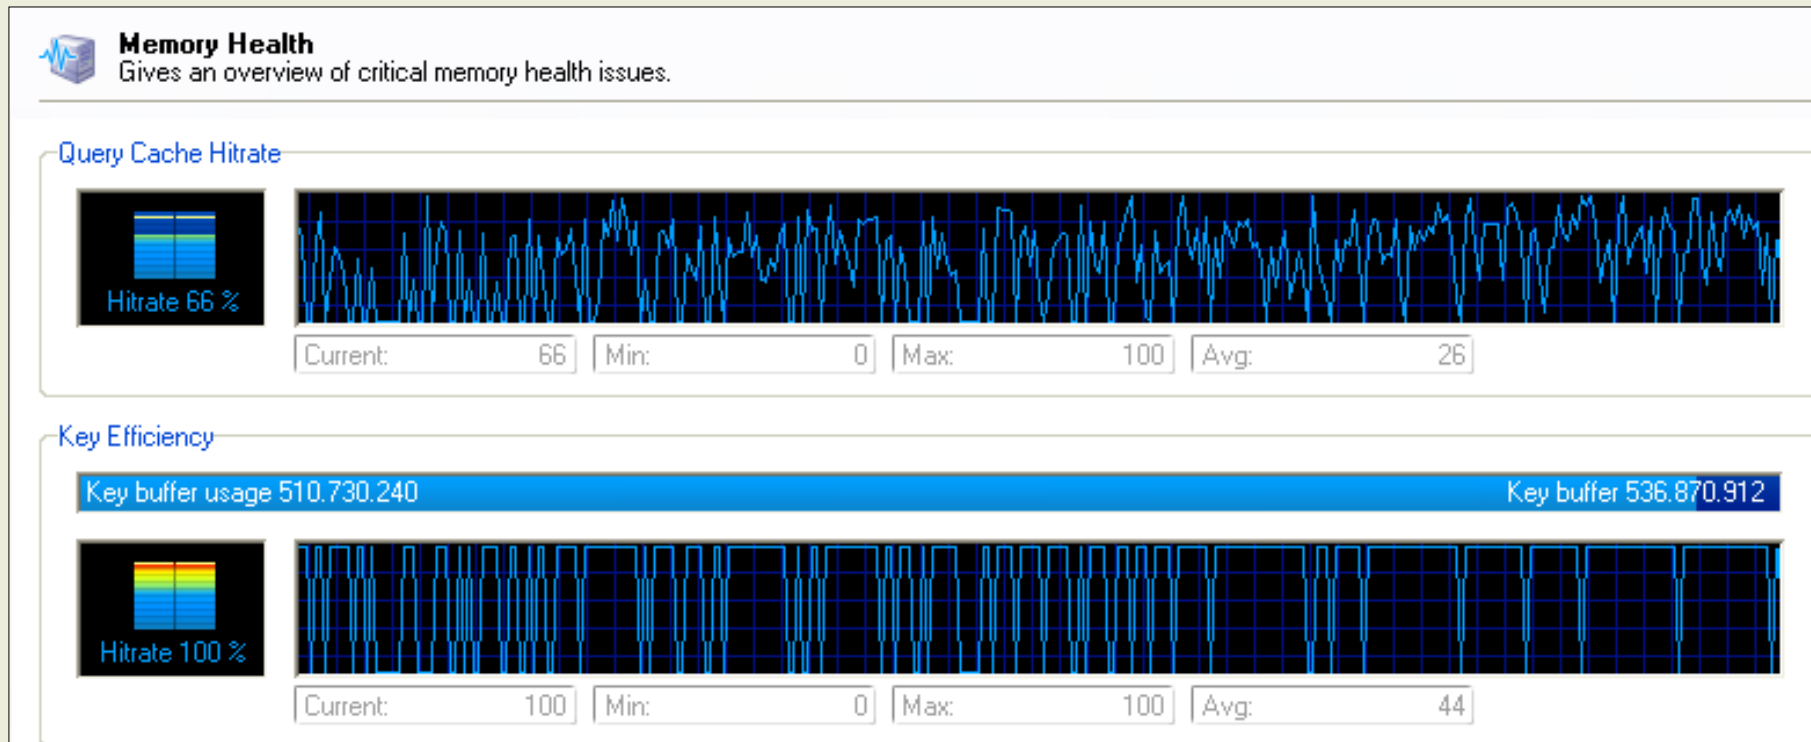 Memory Health
Gives an overview of critical memory health issues.
Query Cache Hitrate
Hitrate 66 %
Current: 66 Min: 0 Max: 100 Avg: 26
Key Efficiency
Key buffer usage 510.730.240 Key buffer 536.870.912
Hitrate 100 %
Current: 100 Min: 0 Max: 100 Avg: 44